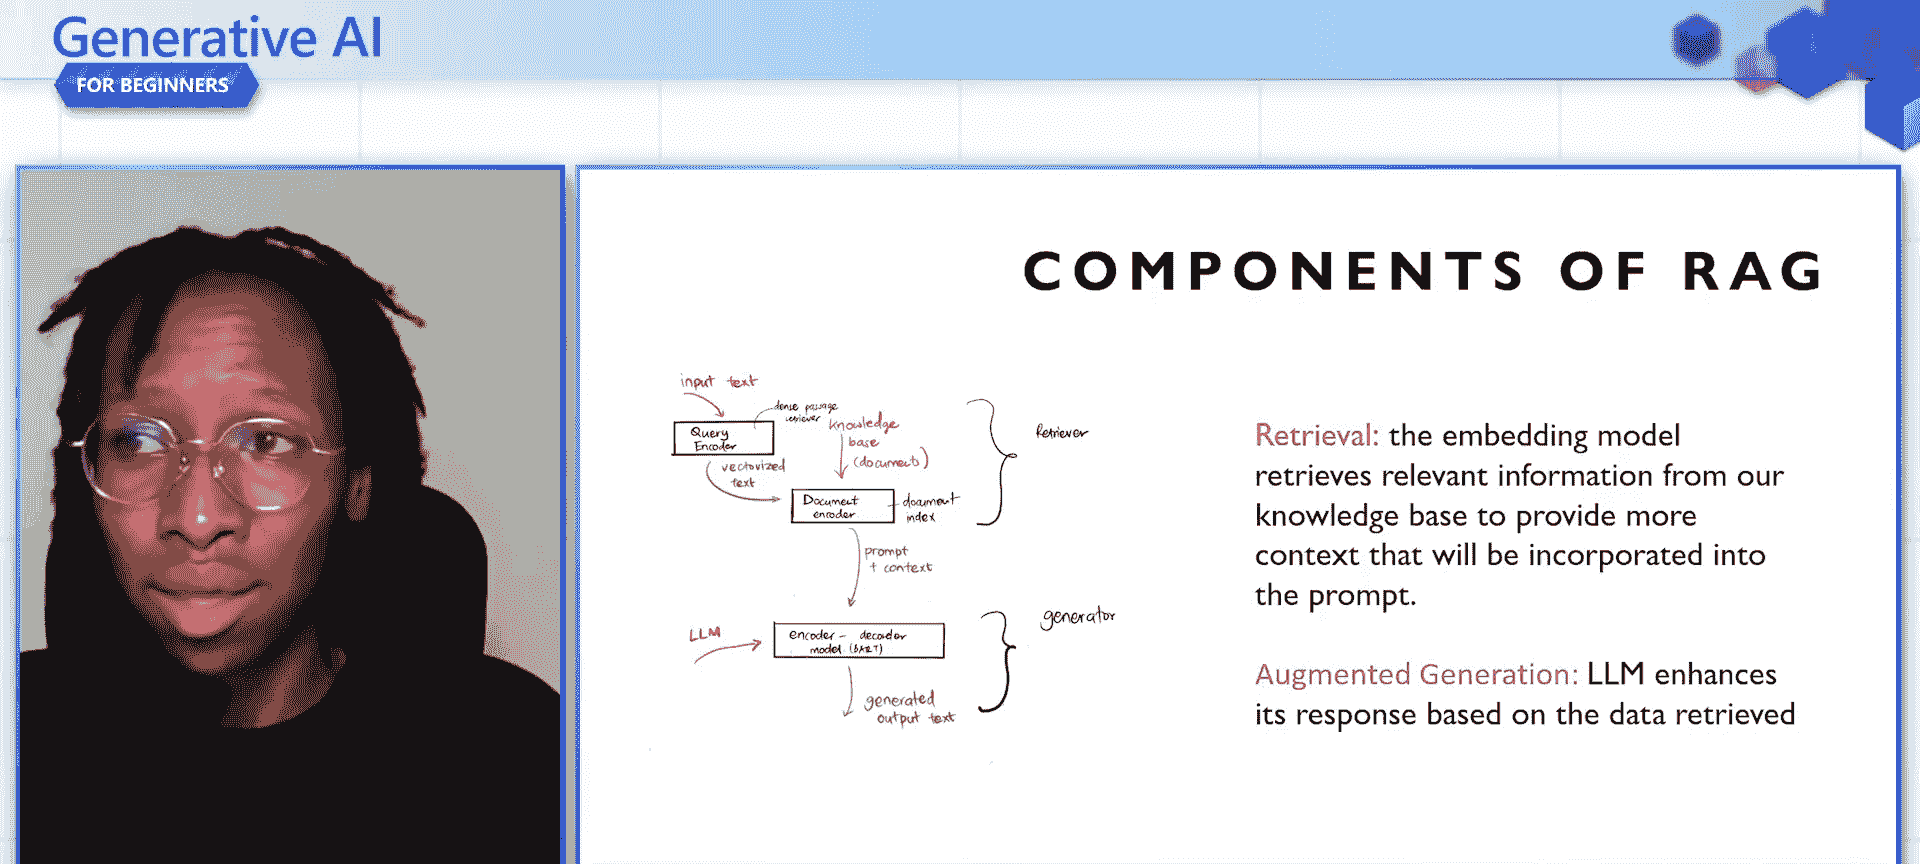 Generative AI
FOR BEGINNERS
COMPONENTS OF RAG
input text
dense passage
retriever
Query
Encoder
knowledge
base
(documents)
vectorized
text
Document
encoder
document
index
Retriever
prompt
+ context
LLM
encoder - decoder
model (BART)
generator
generated
output text
Retrieval: the embedding model
retrieves relevant information from our
knowledge base to provide more
context that will be incorporated into
the prompt.
Augmented Generation: LLM enhances
its response based on the data retrieved